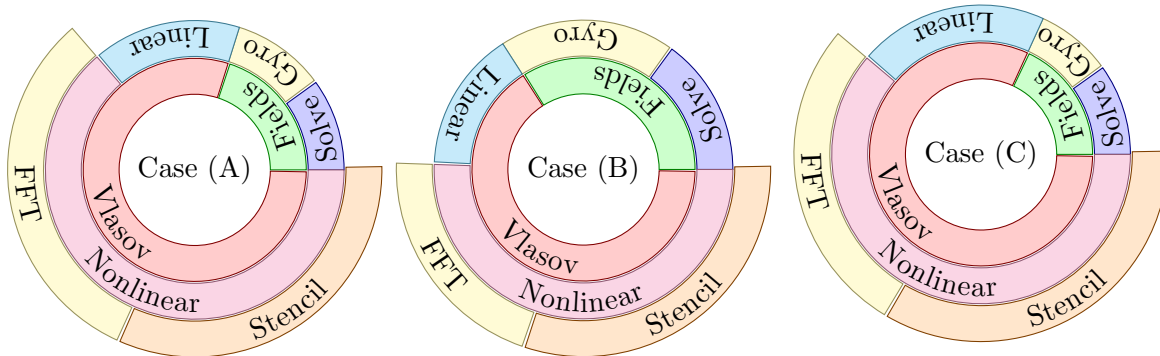 Linear
Gyro
Solve
Fields
FFT
Vlasov
Nonlinear
Stencil
Case (A)
Linear
Gyro
Solve
Fields
FFT
Vlasov
Nonlinear
Stencil
Case (B)
Linear
Gyro
Solve
Fields
FFT
Vlasov
Nonlinear
Stencil
Case (C)